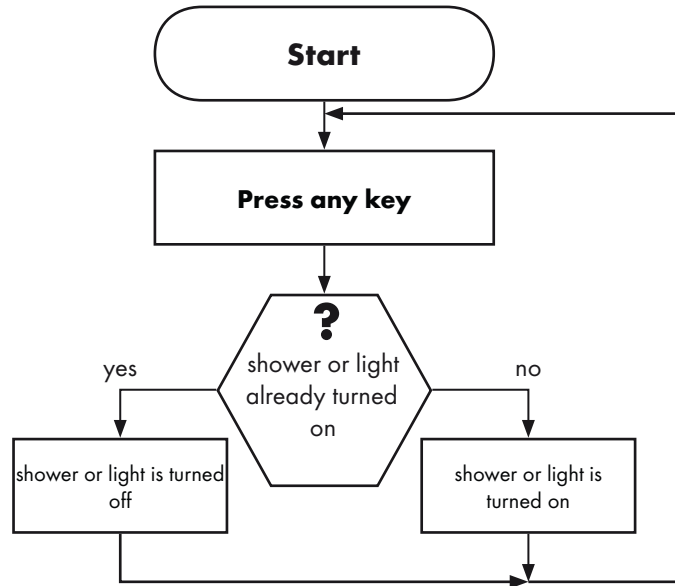 Start
Press any key
?
shower or light
already turned
on
yes
no
shower or light is turned
off
shower or light is
turned on